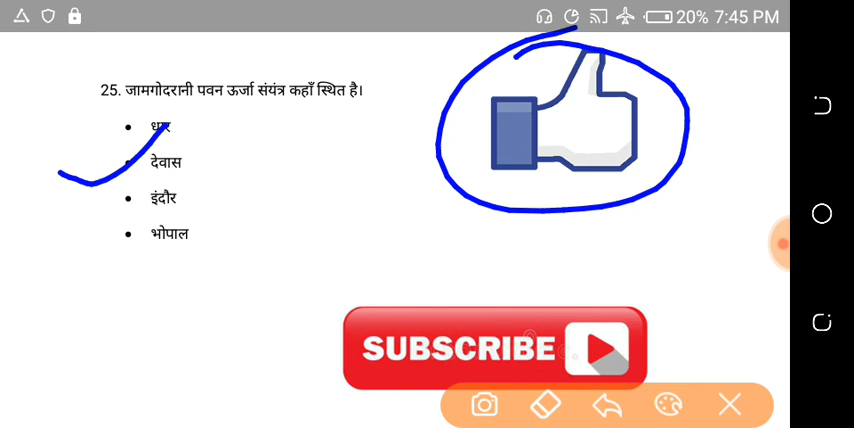 20% 7:45 PM
25. जामगोदरानी पवन ऊर्जा संयंत्र कहाँ स्थित है।
• धार
• देवास
• इंदौर
• भोपाल
SUBSCRIBE